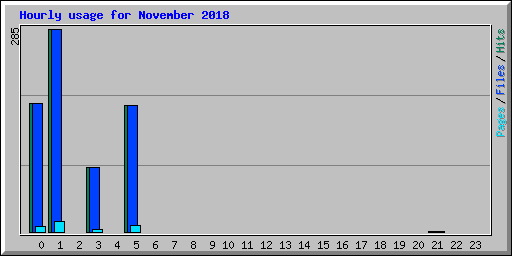 Hourly usage for November 2018
285
Pages/Files/Hits
0 1 2 3 4 5 6 7 8 9 10 11 12 13 14 15 16 17 18 19 20 21 22 23